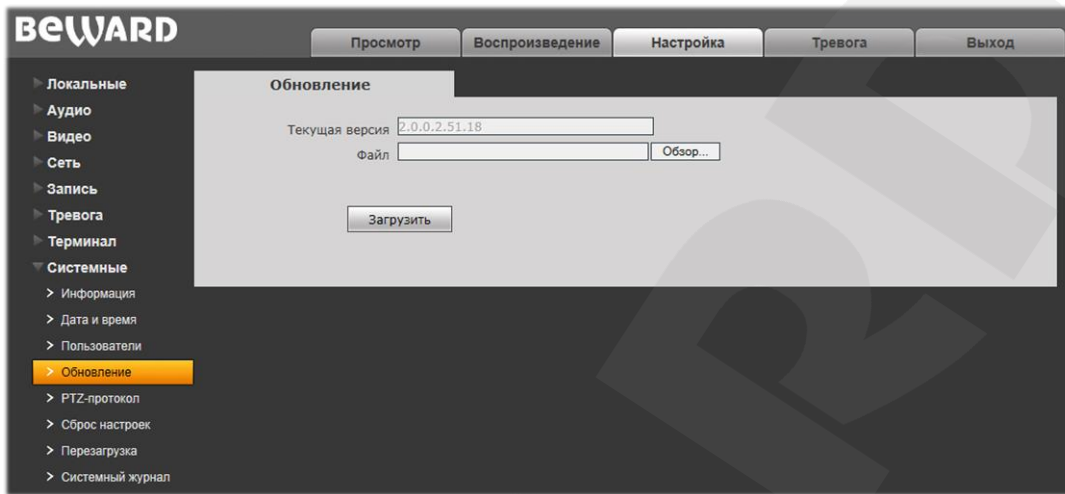 BEWARD
Просмотр Воспроизведение Настройка Тревога Выход
Локальные
Аудио
Видео
Сеть
Запись
Тревога
Терминал
Системные
Информация
Дата и время
Пользователи
Обновление
PTZ-протокол
Сброс настроек
Перезагрузка
Системный журнал
Обновление
Текущая версия 2.0.0.2.51.18
Файл Обзор...
Загрузить